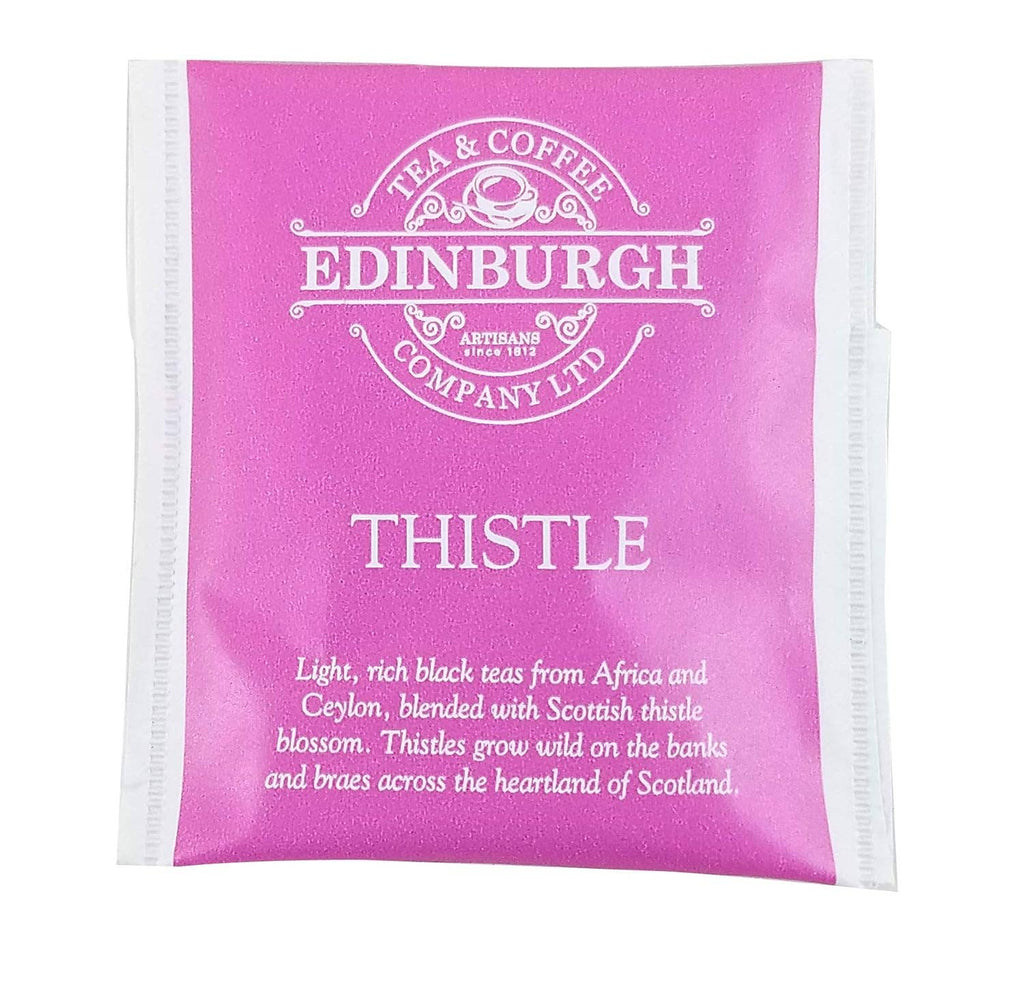 TEA & COFFEE
EDINBURGH
ARTISANS
since 1812
COMPANY LTD
THISTLE
Light, rich black teas from Africa and
Ceylon, blended with Scottish thistle
blossom. Thistles grow wild on the banks
and braes across the heartland of Scotland.